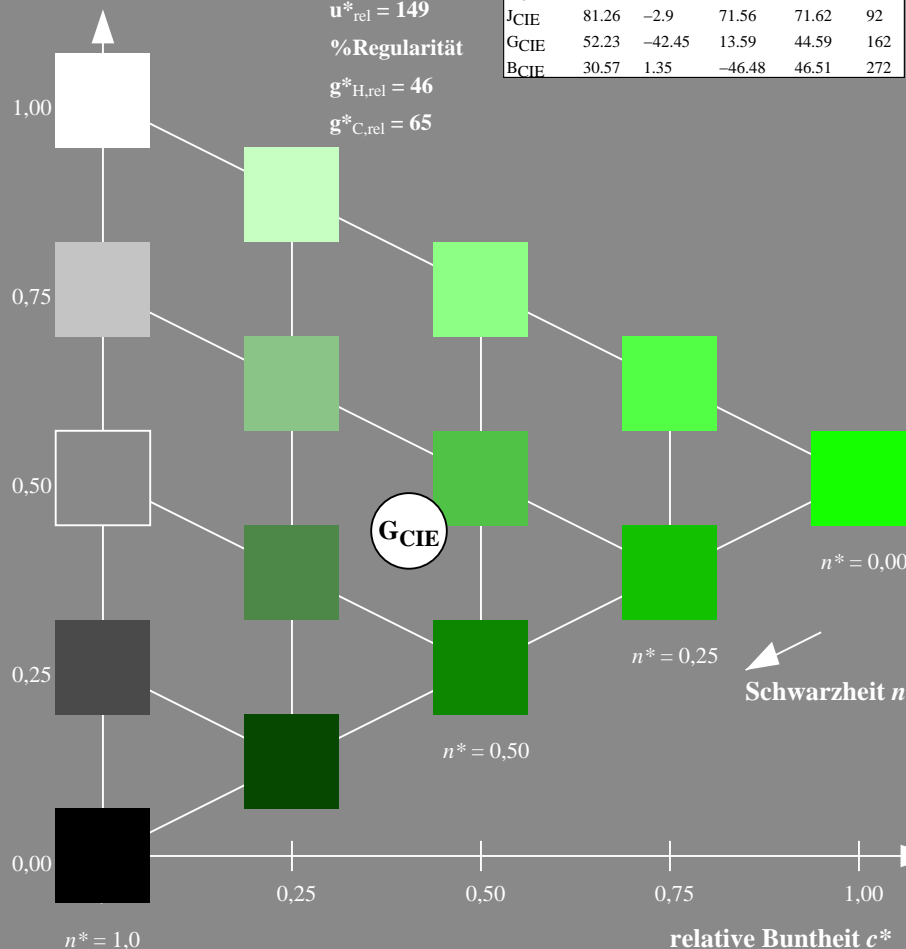 u*rel = 149
%Regularität
g*H,rel = 46
g*C,rel = 65
JCIE 81.26 −2.9 71.56 71.62 92
GCIE 52.23 −42.45 13.59 44.59 162
BCIE 30.57 1.35 −46.48 46.51 272
1,00
0,75
0,50
GCIE
n* = 0,00
0,25
n* = 0,25
Schwarzheit n
n* = 0,50
0,00
0,25 0,50 0,75 1,00
n* = 1,0
relative Buntheit c*